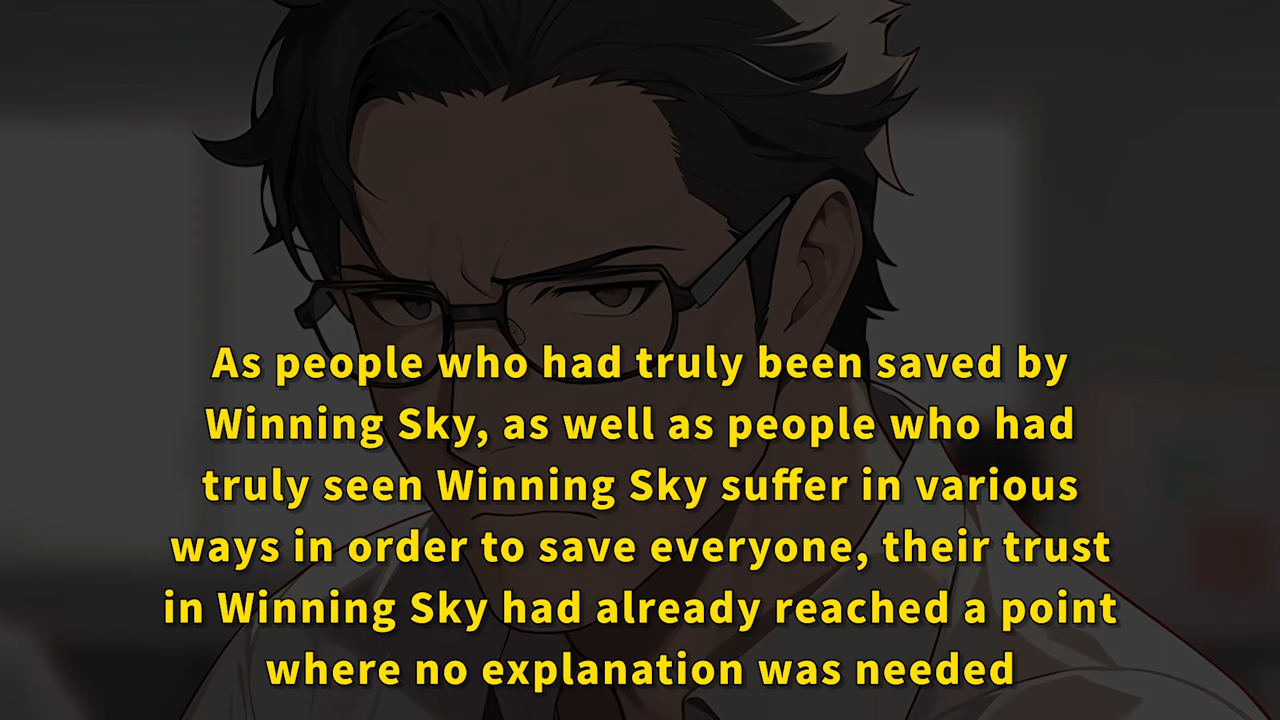 As people who had truly been saved by
Winning Sky, as well as people who had
truly seen Winning Sky suffer in various
ways in order to save everyone, their trust
in Winning Sky had already reached a point
where no explanation was needed